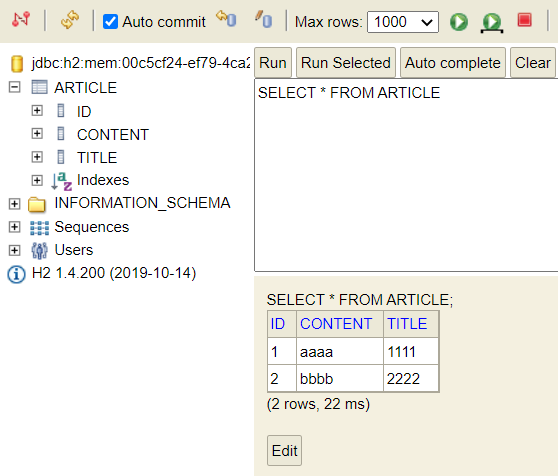 Auto commit
Max rows: 1000
jdbc:h2:mem:00c5cf24-ef79-4ca2
ARTICLE
ID
CONTENT
TITLE
Indexes
INFORMATION_SCHEMA
Sequences
Users
H2 1.4.200 (2019-10-14)
Run Run Selected Auto complete Clear
SELECT * FROM ARTICLE
SELECT * FROM ARTICLE;
ID CONTENT TITLE
1 aaaa 1111
2 bbbb 2222
(2 rows, 22 ms)
Edit